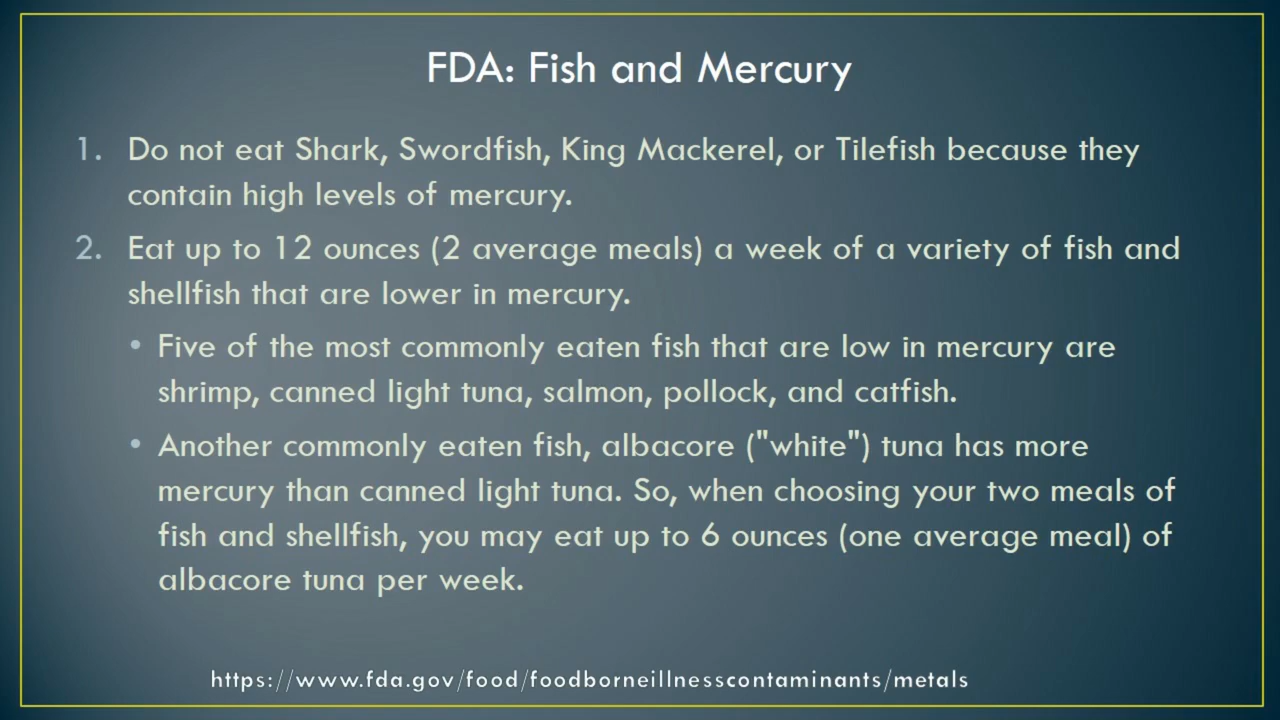 FDA: Fish and Mercury
1. Do not eat Shark, Swordfish, King Mackerel, or Tilefish because they
contain high levels of mercury.
2. Eat up to 12 ounces (2 average meals) a week of a variety of fish and
shellfish that are lower in mercury.
• Five of the most commonly eaten fish that are low in mercury are
shrimp, canned light tuna, salmon, pollock, and catfish.
• Another commonly eaten fish, albacore ("white") tuna has more
mercury than canned light tuna. So, when choosing your two meals of
fish and shellfish, you may eat up to 6 ounces (one average meal) of
albacore tuna per week.
https://www.fda.gov/food/foodborneillnesscontaminants/metals